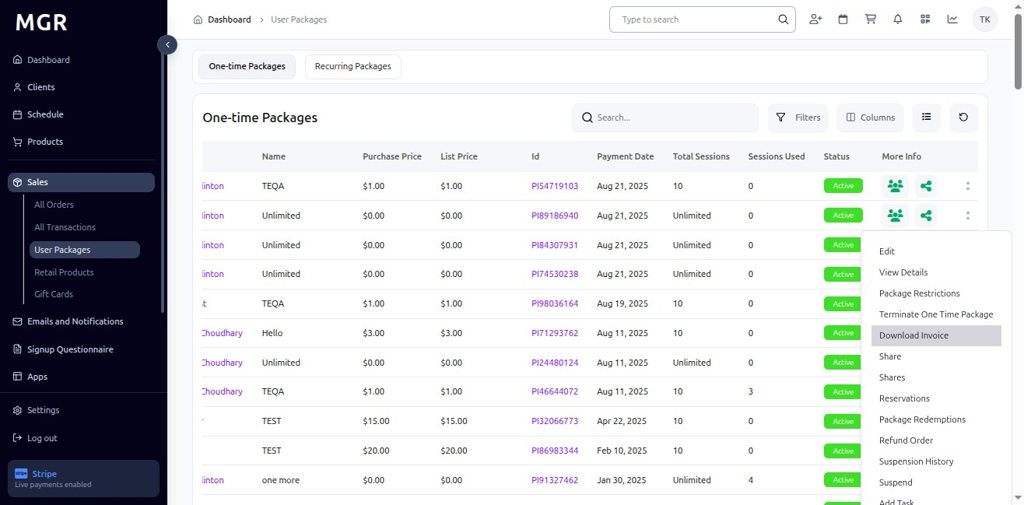 MGR
Dashboard
Clients
Schedule
Products
Sales
All Orders
All Transactions
User Packages
Retail Products
Gift Cards
Emails and Notifications
Signup Questionnaire
Apps
Settings
Log out
Stripe
Live payments enabled
Dashboard > User Packages
Type to search
TK
One-time Packages Recurring Packages
One-time Packages
Search... Filters Columns
Name Purchase Price List Price Id Payment Date Total Sessions Sessions Used Status More Info
linton TEQA $1.00 $1.00 PI54719103 Aug 21, 2025 10 0 Active
linton Unlimited $0.00 $0.00 PI89186940 Aug 21, 2025 Unlimited 0 Active
linton Unlimited $0.00 $0.00 PI84307931 Aug 21, 2025 Unlimited 0 Active
linton Unlimited $0.00 $0.00 PI74530238 Aug 21, 2025 Unlimited 0 Active
TEQA $1.00 $1.00 PI98036164 Aug 19, 2025 10 0 Active
Choudhary Hello $3.00 $3.00 PI71293762 Aug 11, 2025 10 0 Active
Choudhary Unlimited $0.00 $0.00 PI24480124 Aug 11, 2025 Unlimited 0 Active
Choudhary TEQA $1.00 $1.00 PI46644072 Aug 11, 2025 10 3 Active
TEST $15.00 $15.00 PI32066773 Apr 22, 2025 10 0 Active
TEST $20.00 $20.00 PI86983344 Feb 10, 2025 10 0 Active
linton one more $0.00 $0.00 PI91327462 Jan 30, 2025 Unlimited 4 Active
Edit
View Details
Package Restrictions
Terminate One Time Package
Download Invoice
Share
Shares
Reservations
Package Redemptions
Refund Order
Suspension History
Suspend
Add Task